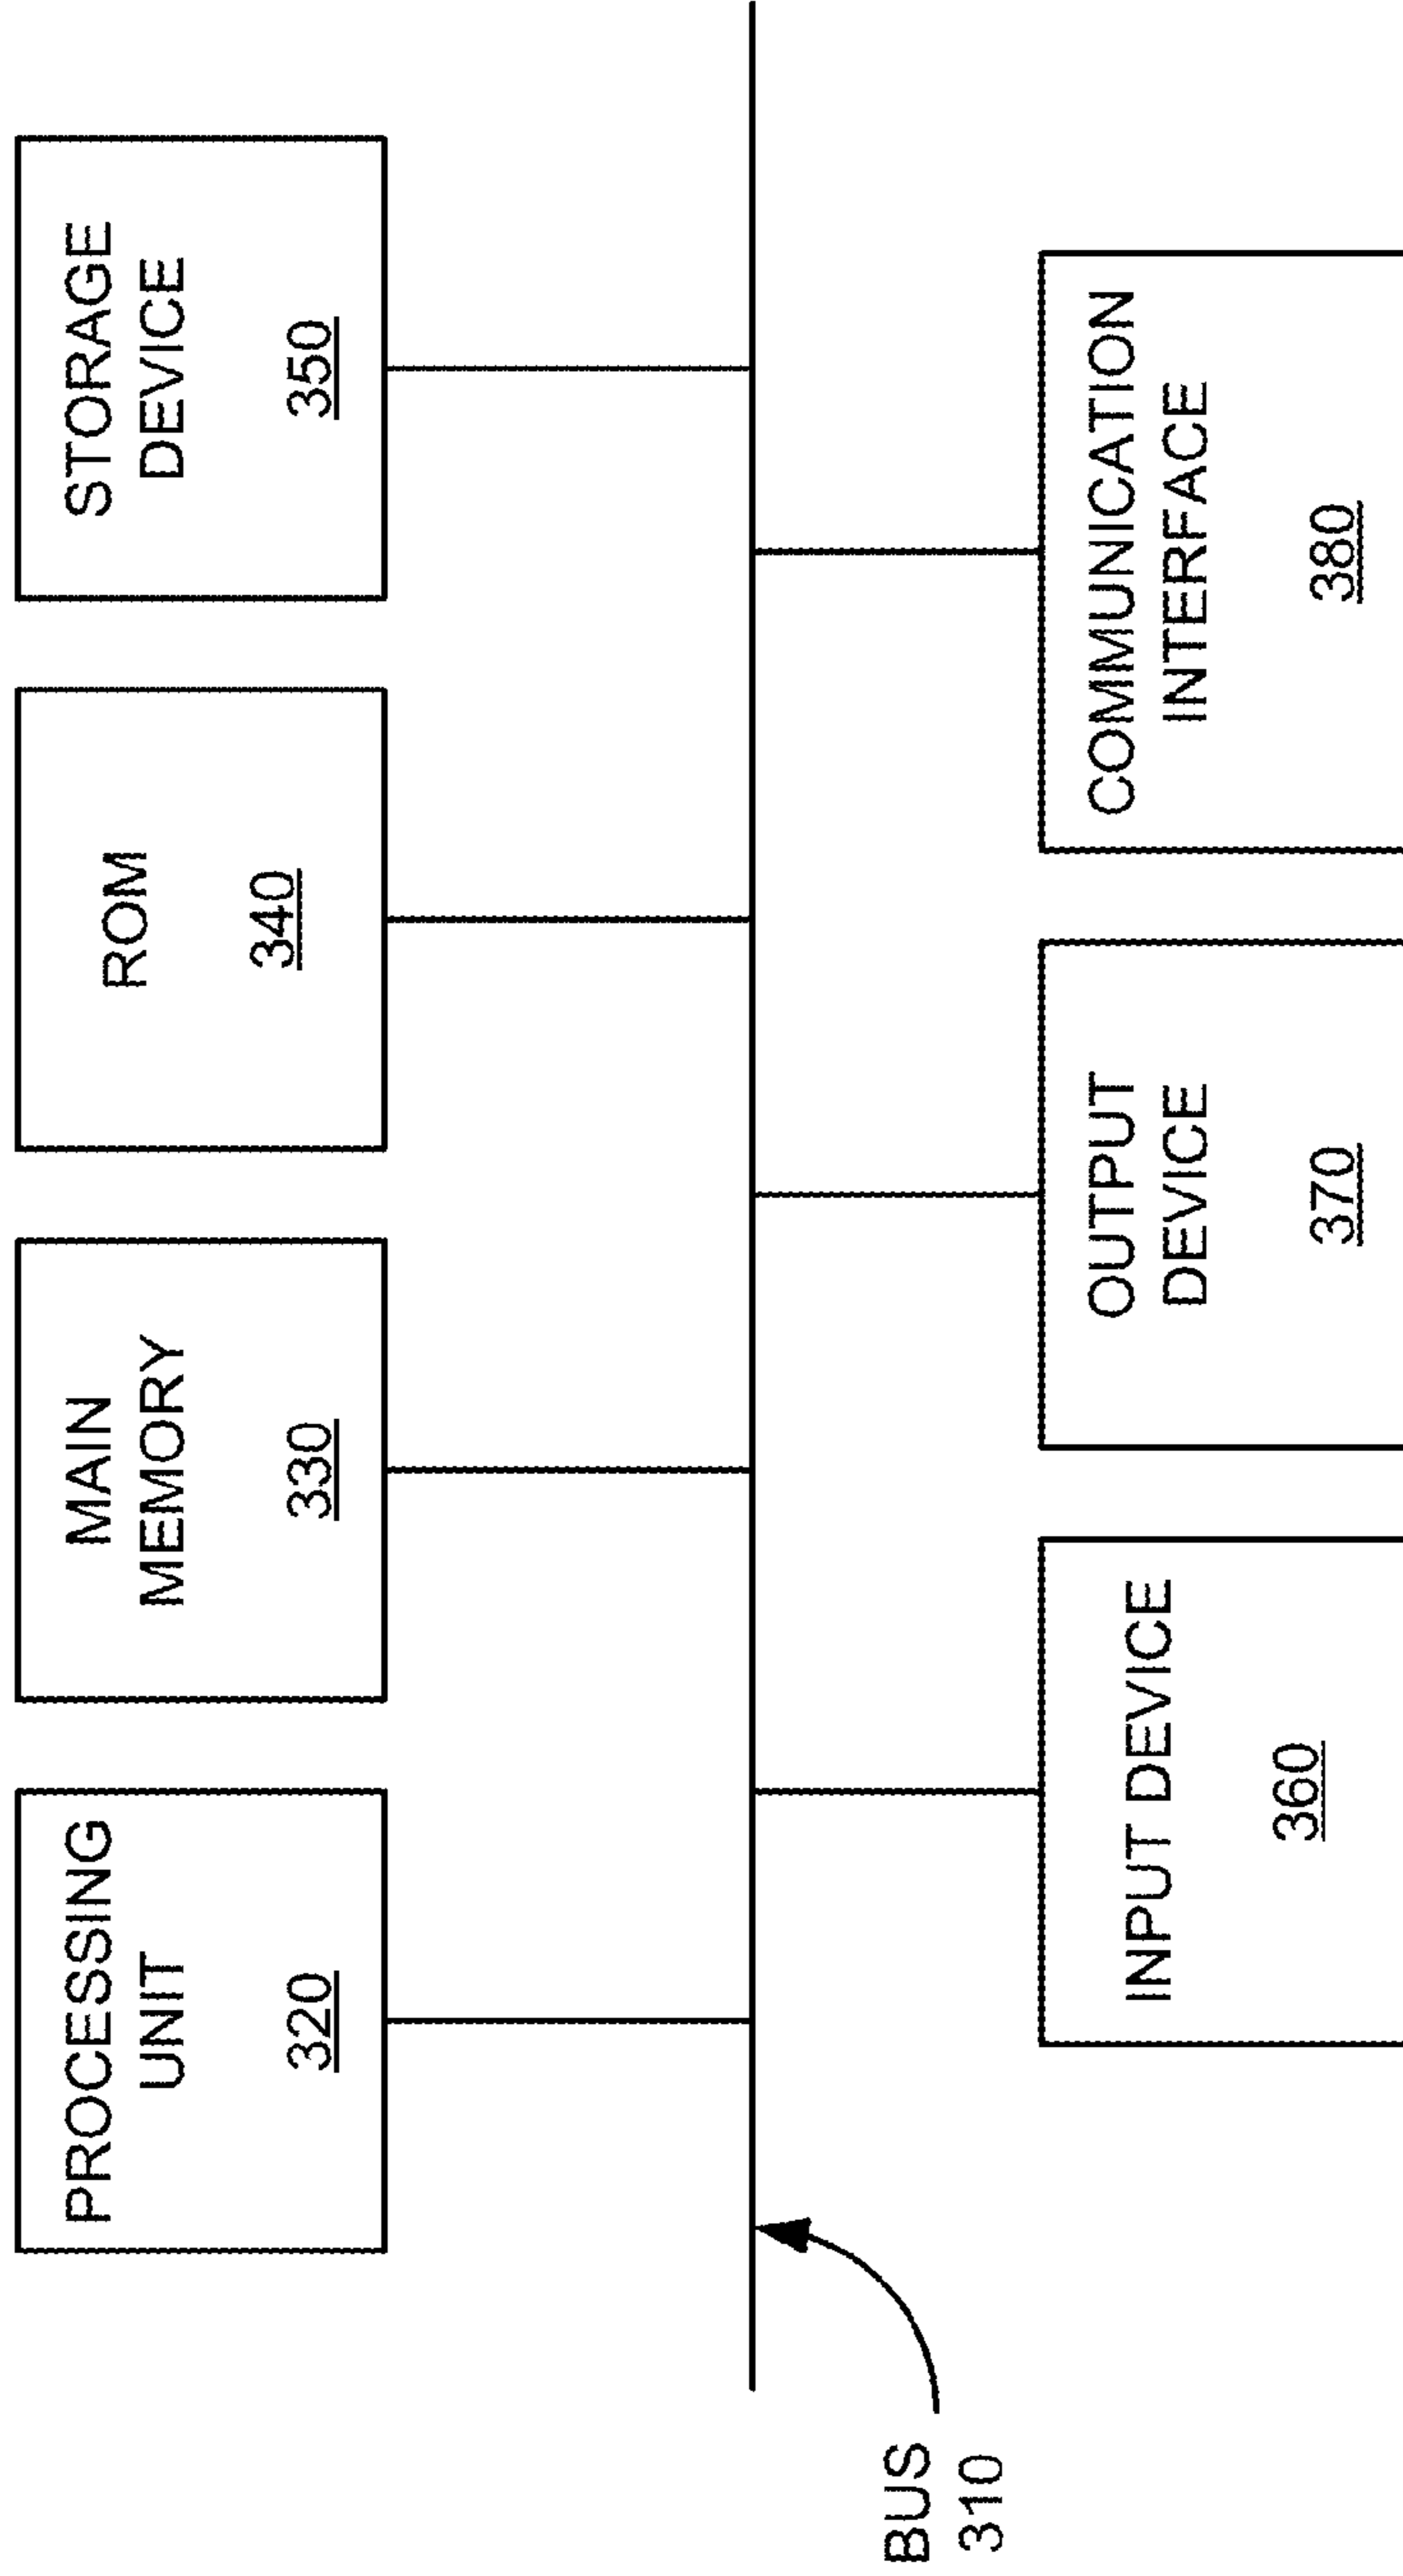 PROCESSING
UNIT
320
MAIN
MEMORY
330
ROM
340
STORAGE
DEVICE
350
BUS
310
INPUT DEVICE
360
OUTPUT
DEVICE
370
COMMUNICATION
INTERFACE
380